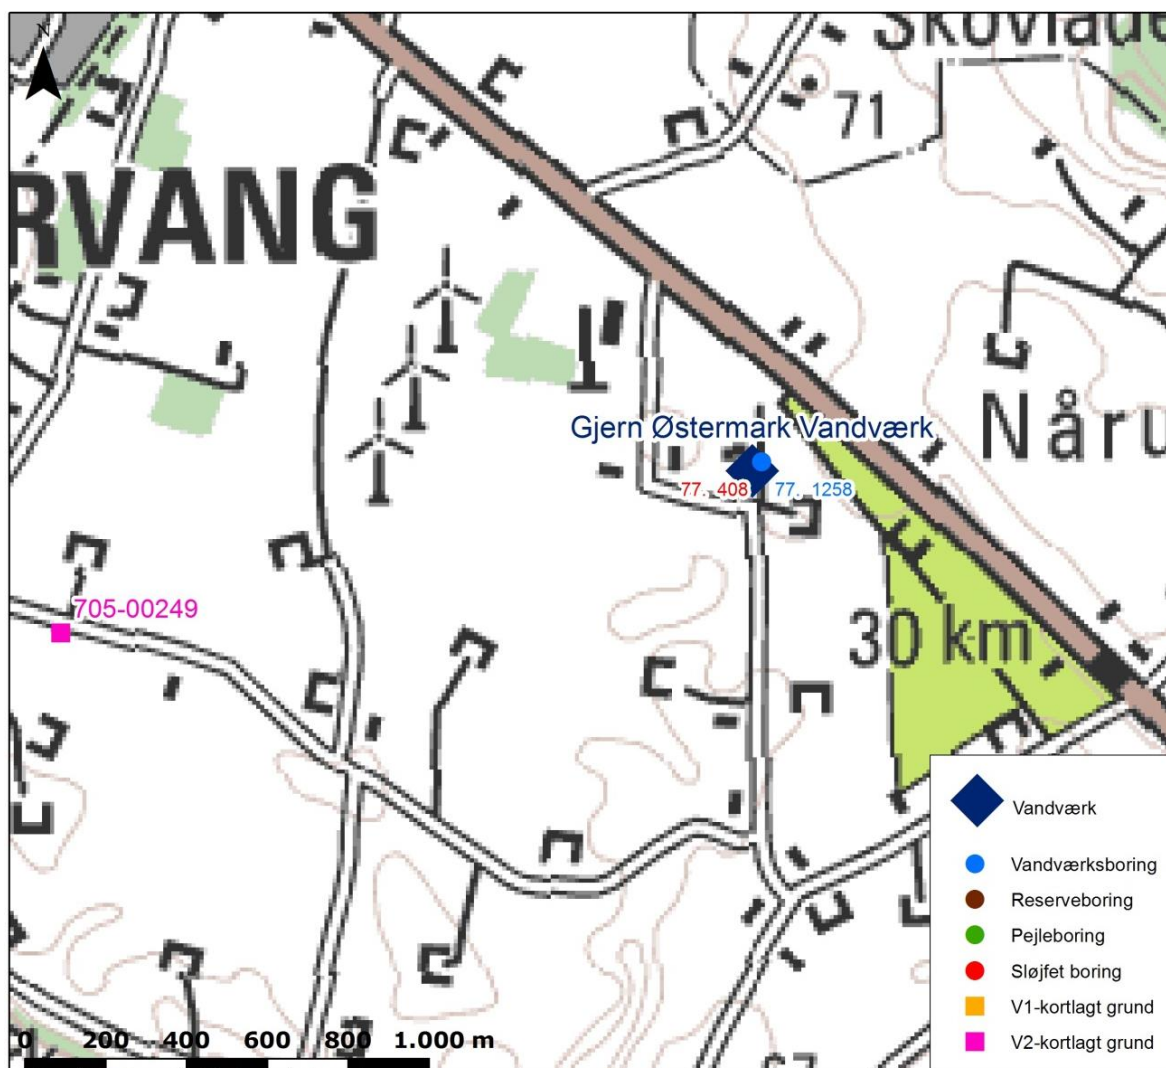 N
Skovlade
71
RVANG
Nåru
Gjern Østermark Vandværk
77. 408
77. 1258
705-00249
30 km
Vandværk
Vandværksboring
Reserveboring
Pejleboring
Sløjfet boring
V1-kortlagt grund
V2-kortlagt grund
0 200 400 600 800 1.000 m